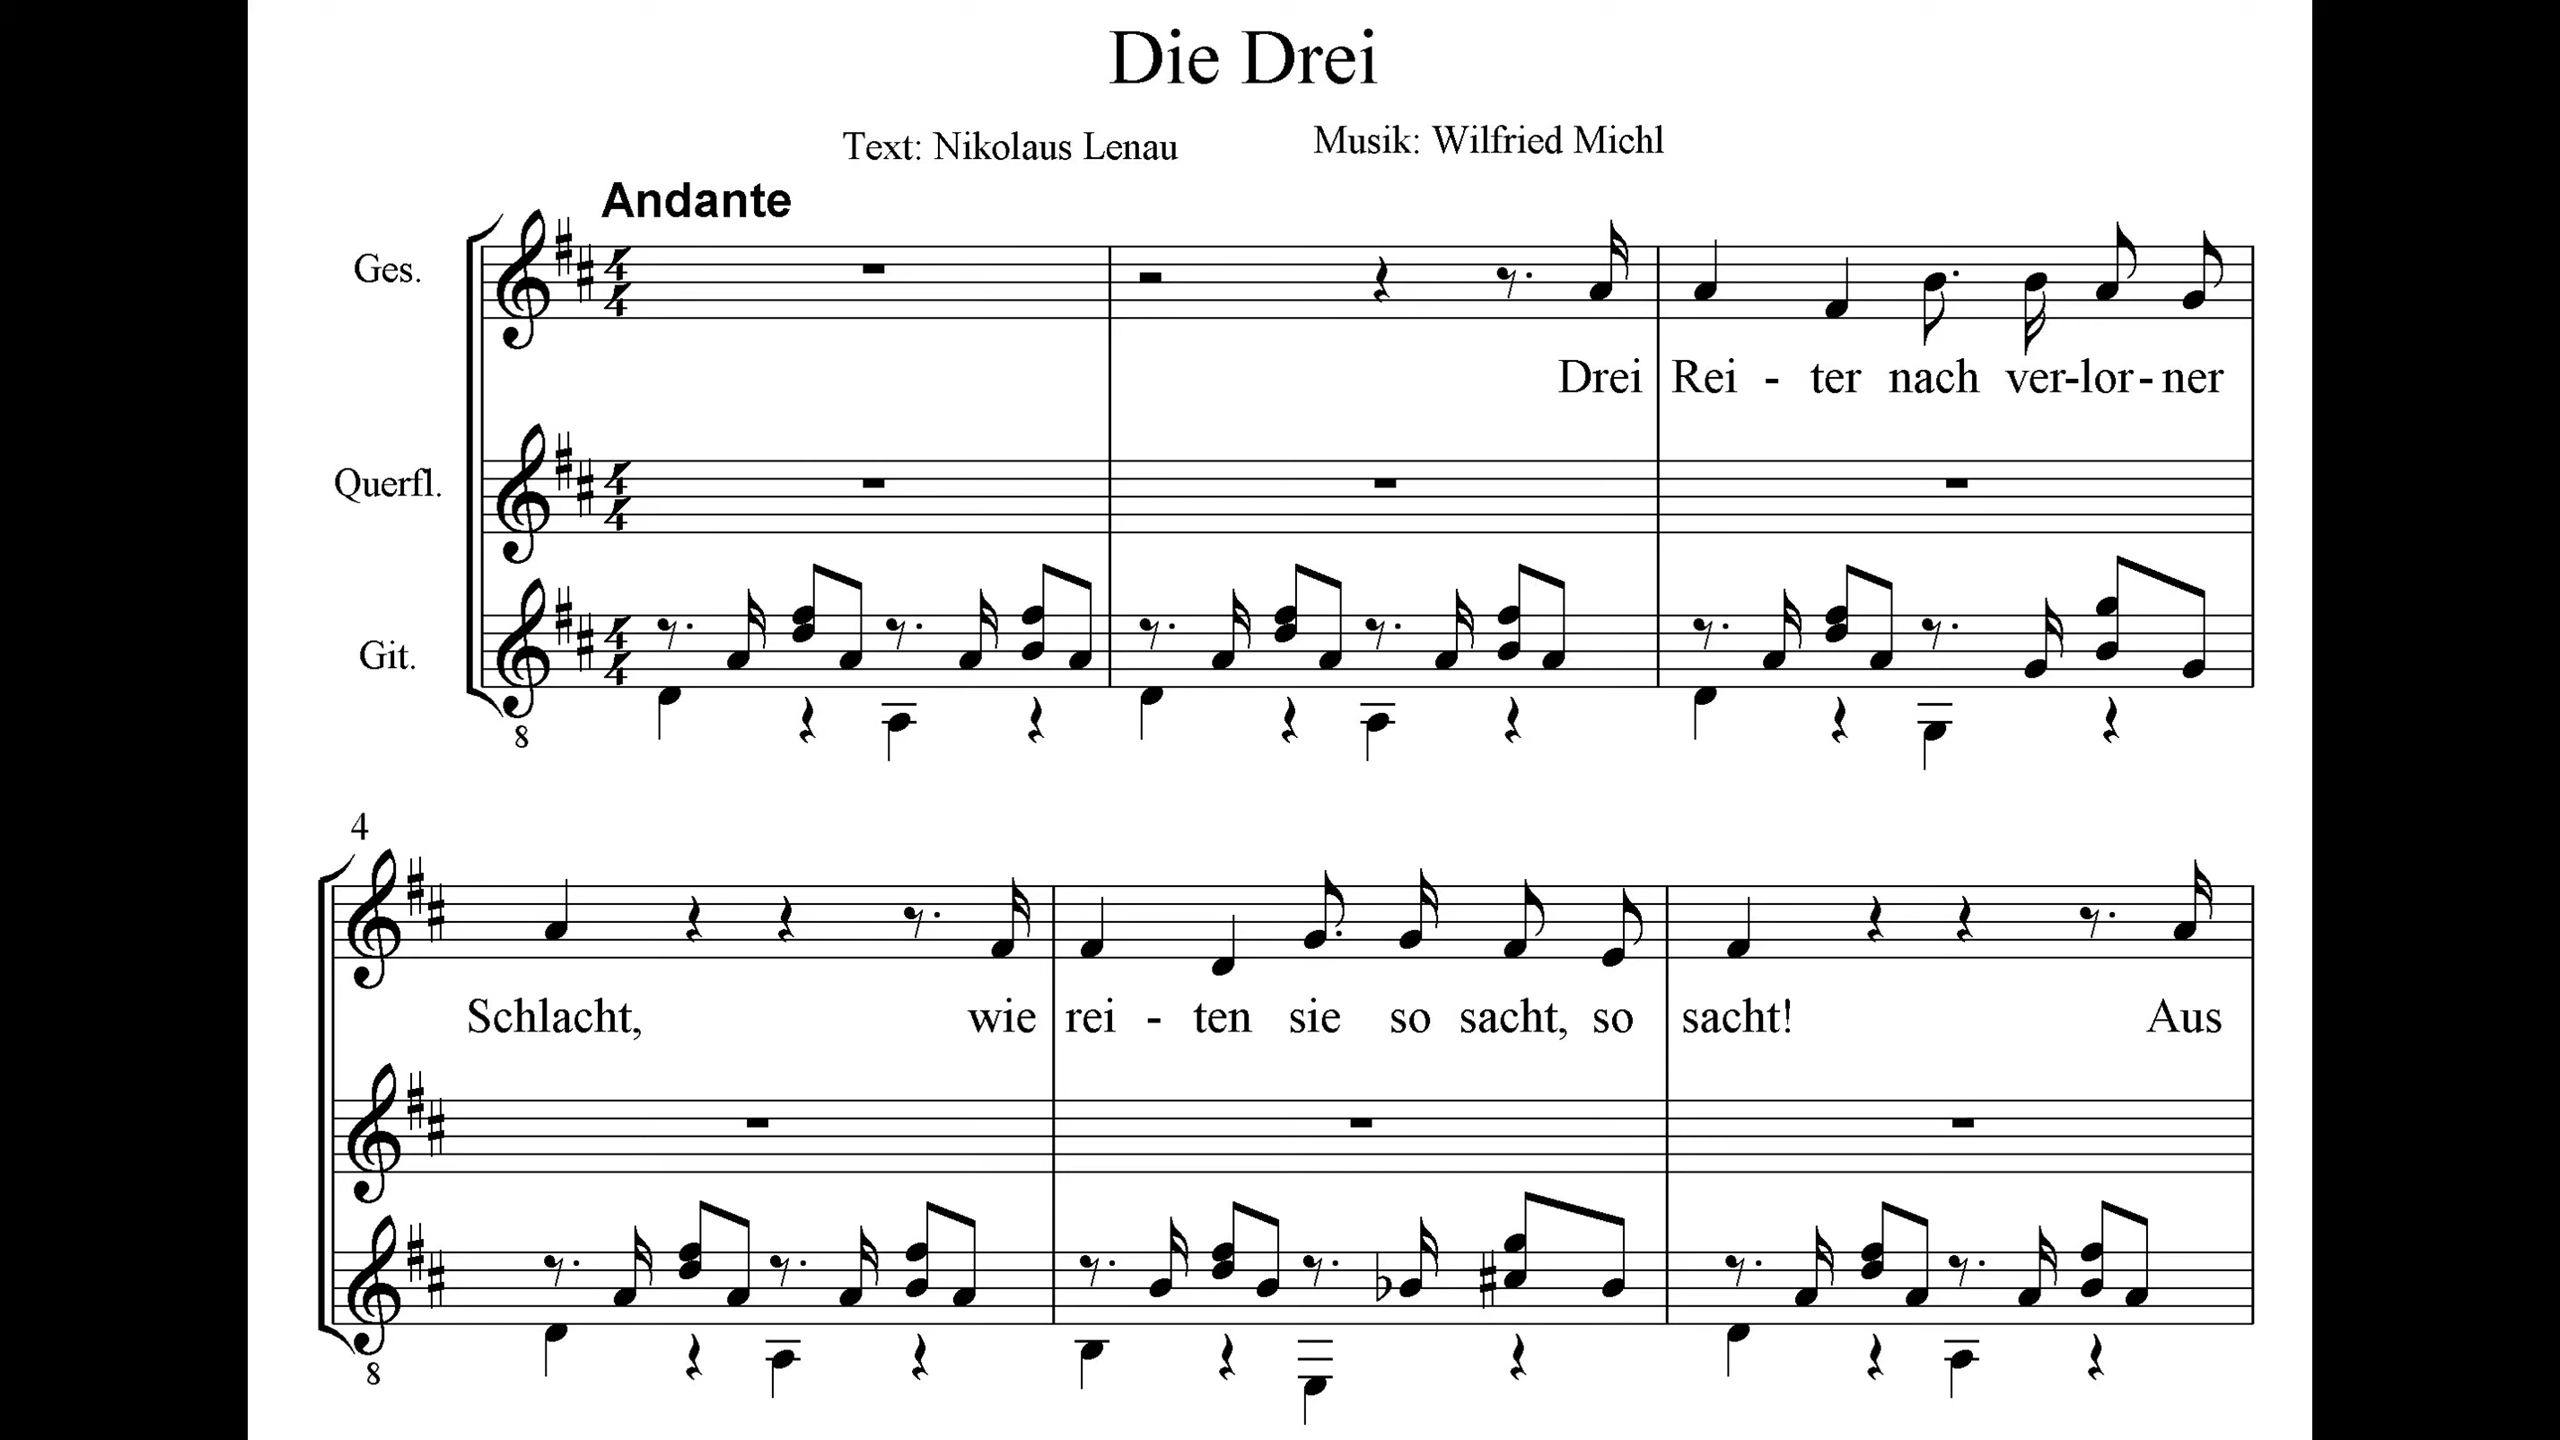 Die Drei
Text: Nikolaus Lenau
Musik: Wilfried Michl
Andante
Ges.
Drei Rei - ter nach ver-lor-ner
Querfl.
Git.
8
4
Schlacht, wie rei - ten sie so sacht, so sacht! Aus
8